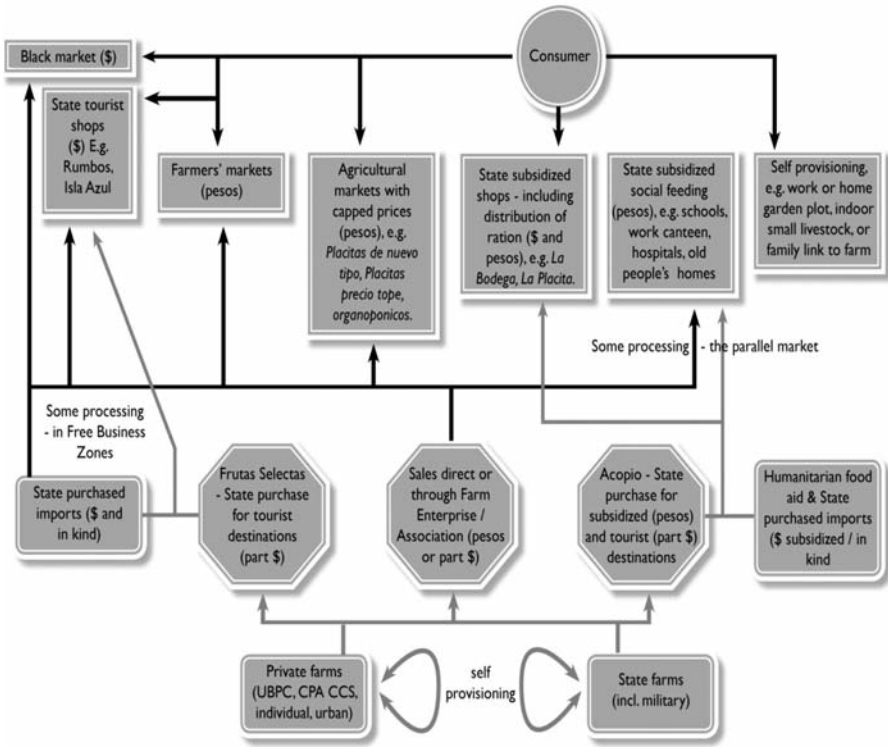 Consumer
Black market ($)
State tourist
shops
($) E.g.
Rumbos,
Isla Azul
Farmers' markets
(pesos)
Agricultural
markets with
capped prices
(pesos), e.g.
Placitas de nuevo
tipo, Placitas
precio tope,
organoponicos.
State subsidized
shops - including
distribution of
ration ($ and
pesos), e.g. La
Bodega, La Placita.
State subsidized
social feeding
(pesos), e.g. schools,
work canteen,
hospitals, old
people's homes
Self provisioning,
e.g. work or home
garden plot, indoor
small livestock, or
family link to farm
Some processing - the parallel market
Some processing
- in Free Business
Zones
State purchased
imports ($ and
in kind)
Frutas Selectas
- State purchase
for tourist
destinations
(part $)
Sales direct or
through Farm
Enterprise /
Association (pesos
or part $)
Acopio - State
purchase for
subsidized (pesos)
and tourist (part $)
destinations
Humanitarian food
aid & State
purchased imports
($ subsidized / in
kind
Private farms
(UBPC, CPA CCS,
individual, urban)
self
provisioning
State farms
(incl. military)